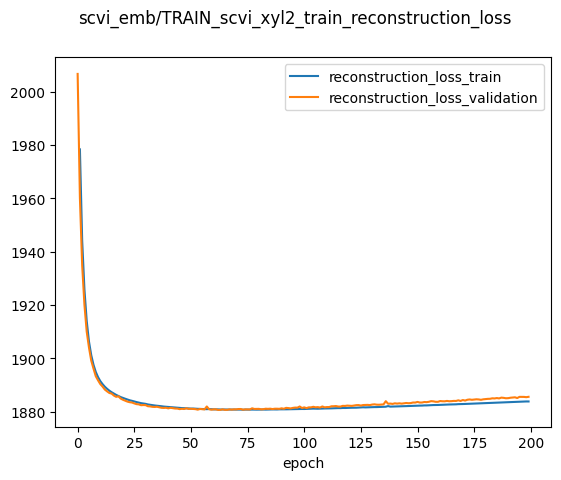 scvi_emb/TRAIN_scvi_xyl2_train_reconstruction_loss
reconstruction_loss_train
reconstruction_loss_validation
2000
1980
1960
1940
1920
1900
1880
0 25 50 75 100 125 150 175 200
epoch